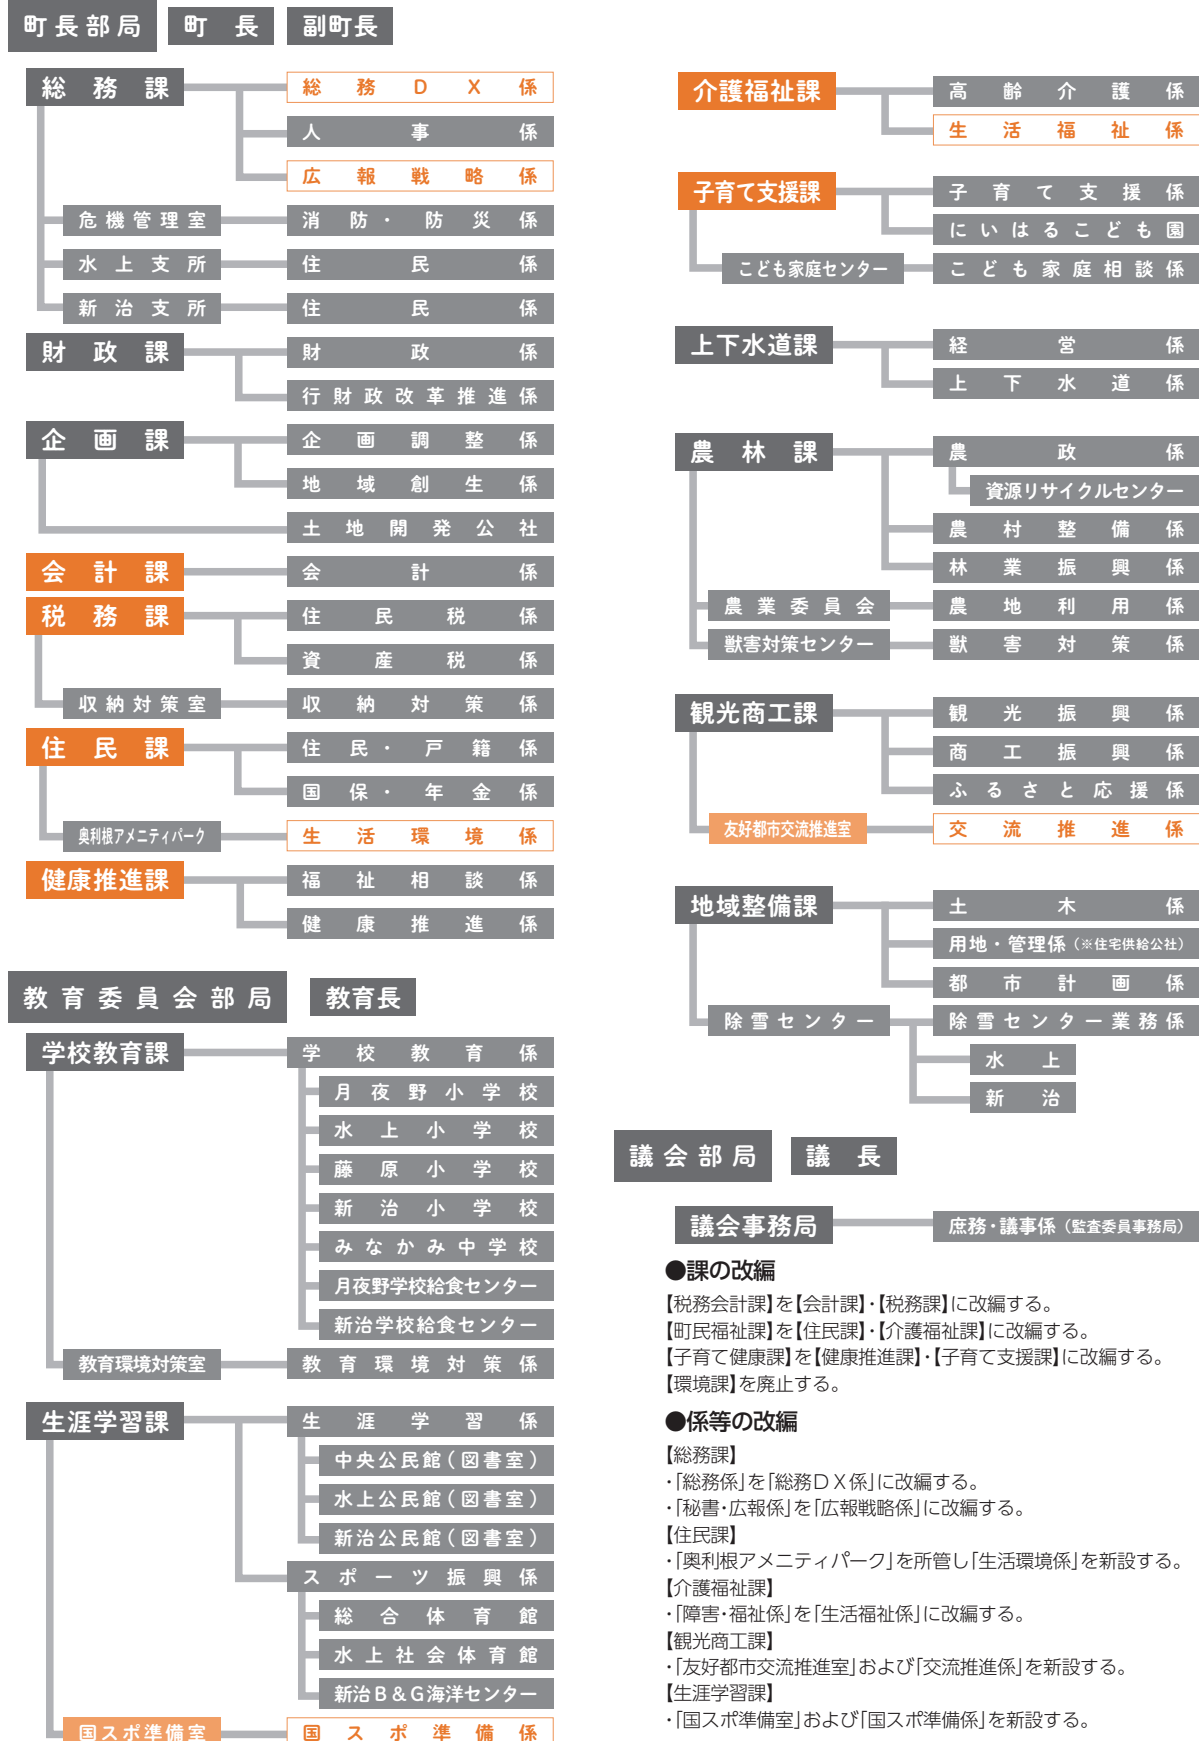 町長部局 町長 副町長
総務課 総務DX係
人事係
広報戦略係
危機管理室 消防・防災係
水上支所 住民係
新治支所 住民係
財政課 財政係
行財政改革推進係
企画課 企画調整係
地域創生係
土地開発公社
会計課 会計係
税務課 住民税係
資産税係
収納対策室 収納対策係
住民課 住民・戸籍係
国保・年金係
奥利根アメニティパーク 生活環境係
健康推進課 福祉相談係
健康推進係
教育委員会部局 教育長
学校教育課 学校教育係
月夜野小学校
水上小学校
藤原小学校
新治小学校
みなかみ中学校
月夜野学校給食センター
新治学校給食センター
教育環境対策室 教育環境対策係
生涯学習課 生涯学習係
中央公民館(図書室)
水上公民館(図書室)
新治公民館(図書室)
スポーツ振興係
総合体育館
水上社会体育館
新治B&G海洋センター
国スポ準備室 国スポ準備係
介護福祉課 高齢介護係
生活福祉係
子育て支援課 子育て支援係
にいはるこども園
こども家庭センター こども家庭相談係
上下水道課 経営係
上下水道係
農林課 農政係
資源リサイクルセンター
農村整備係
林業振興係
農業委員会 農地利用係
獣害対策センター 獣害対策係
観光商工課 観光振興係
商工振興係
ふるさと応援係
友好都市交流推進室 交流推進係
地域整備課 土木係
用地・管理係(※住宅供給公社)
都市計画係
除雪センター 除雪センター業務係
水上
新治
議会部局 議長
議会事務局 庶務・議事係(監査委員事務局)
●課の改編
【税務会計課】を【会計課】・【税務課】に改編する。
【町民福祉課】を【住民課】・【介護福祉課】に改編する。
【子育て健康課】を【健康推進課】・【子育て支援課】に改編する。
【環境課】を廃止する。
●係等の改編
【総務課】
・「総務係」を「総務DX係」に改編する。
・「秘書・広報係」を「広報戦略係」に改編する。
【住民課】
・「奥利根アメニティパーク」を所管し「生活環境係」を新設する。
【介護福祉課】
・「障害・福祉係」を「生活福祉係」に改編する。
【観光商工課】
・「友好都市交流推進室」および「交流推進係」を新設する。
【生涯学習課】
・「国スポ準備室」および「国スポ準備係」を新設する。